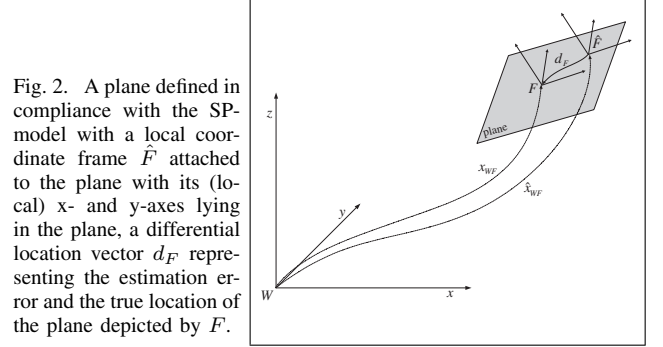 Fig. 2. A plane defined in
compliance with the SP-
model with a local coor-
dinate frame F̂ attached
to the plane with its (lo-
cal) x- and y-axes lying
in the plane, a differential
location vector d_F repre-
senting the estimation er-
ror and the true location of
the plane depicted by F.
F̂
d_F
F
plane
z
x_WF
x̂_WF
y
W
x